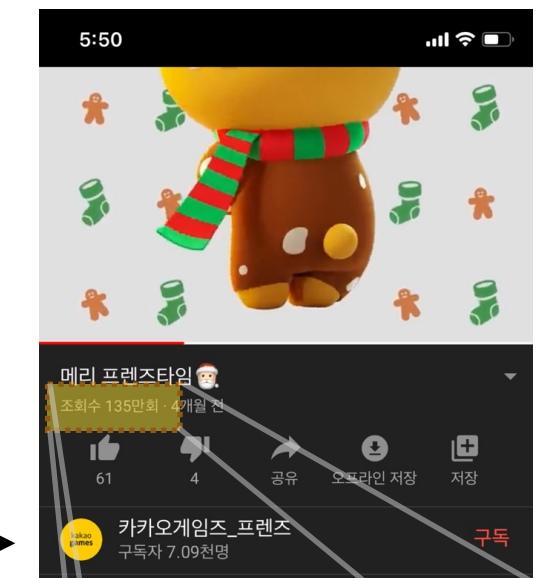 5:50
메리 프렌즈타임🎅🏻
조회수 135만회 · 4개월 전
61
4
공유
오프라인 저장
저장
kakao
games
카카오게임즈_프렌즈
구독자 7.09천명
구독